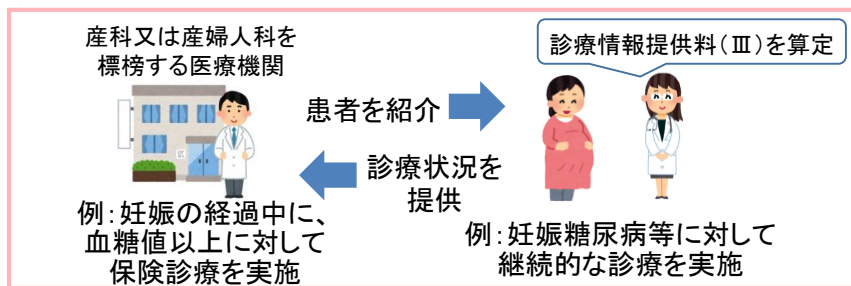 産科又は産婦人科を
標榜する医療機関
診療情報提供料(Ⅲ)を算定
患者を紹介
診療状況を
提供
例:妊娠の経過中に、
血糖値以上に対して
保険診療を実施
例:妊娠糖尿病等に対して
継続的な診療を実施